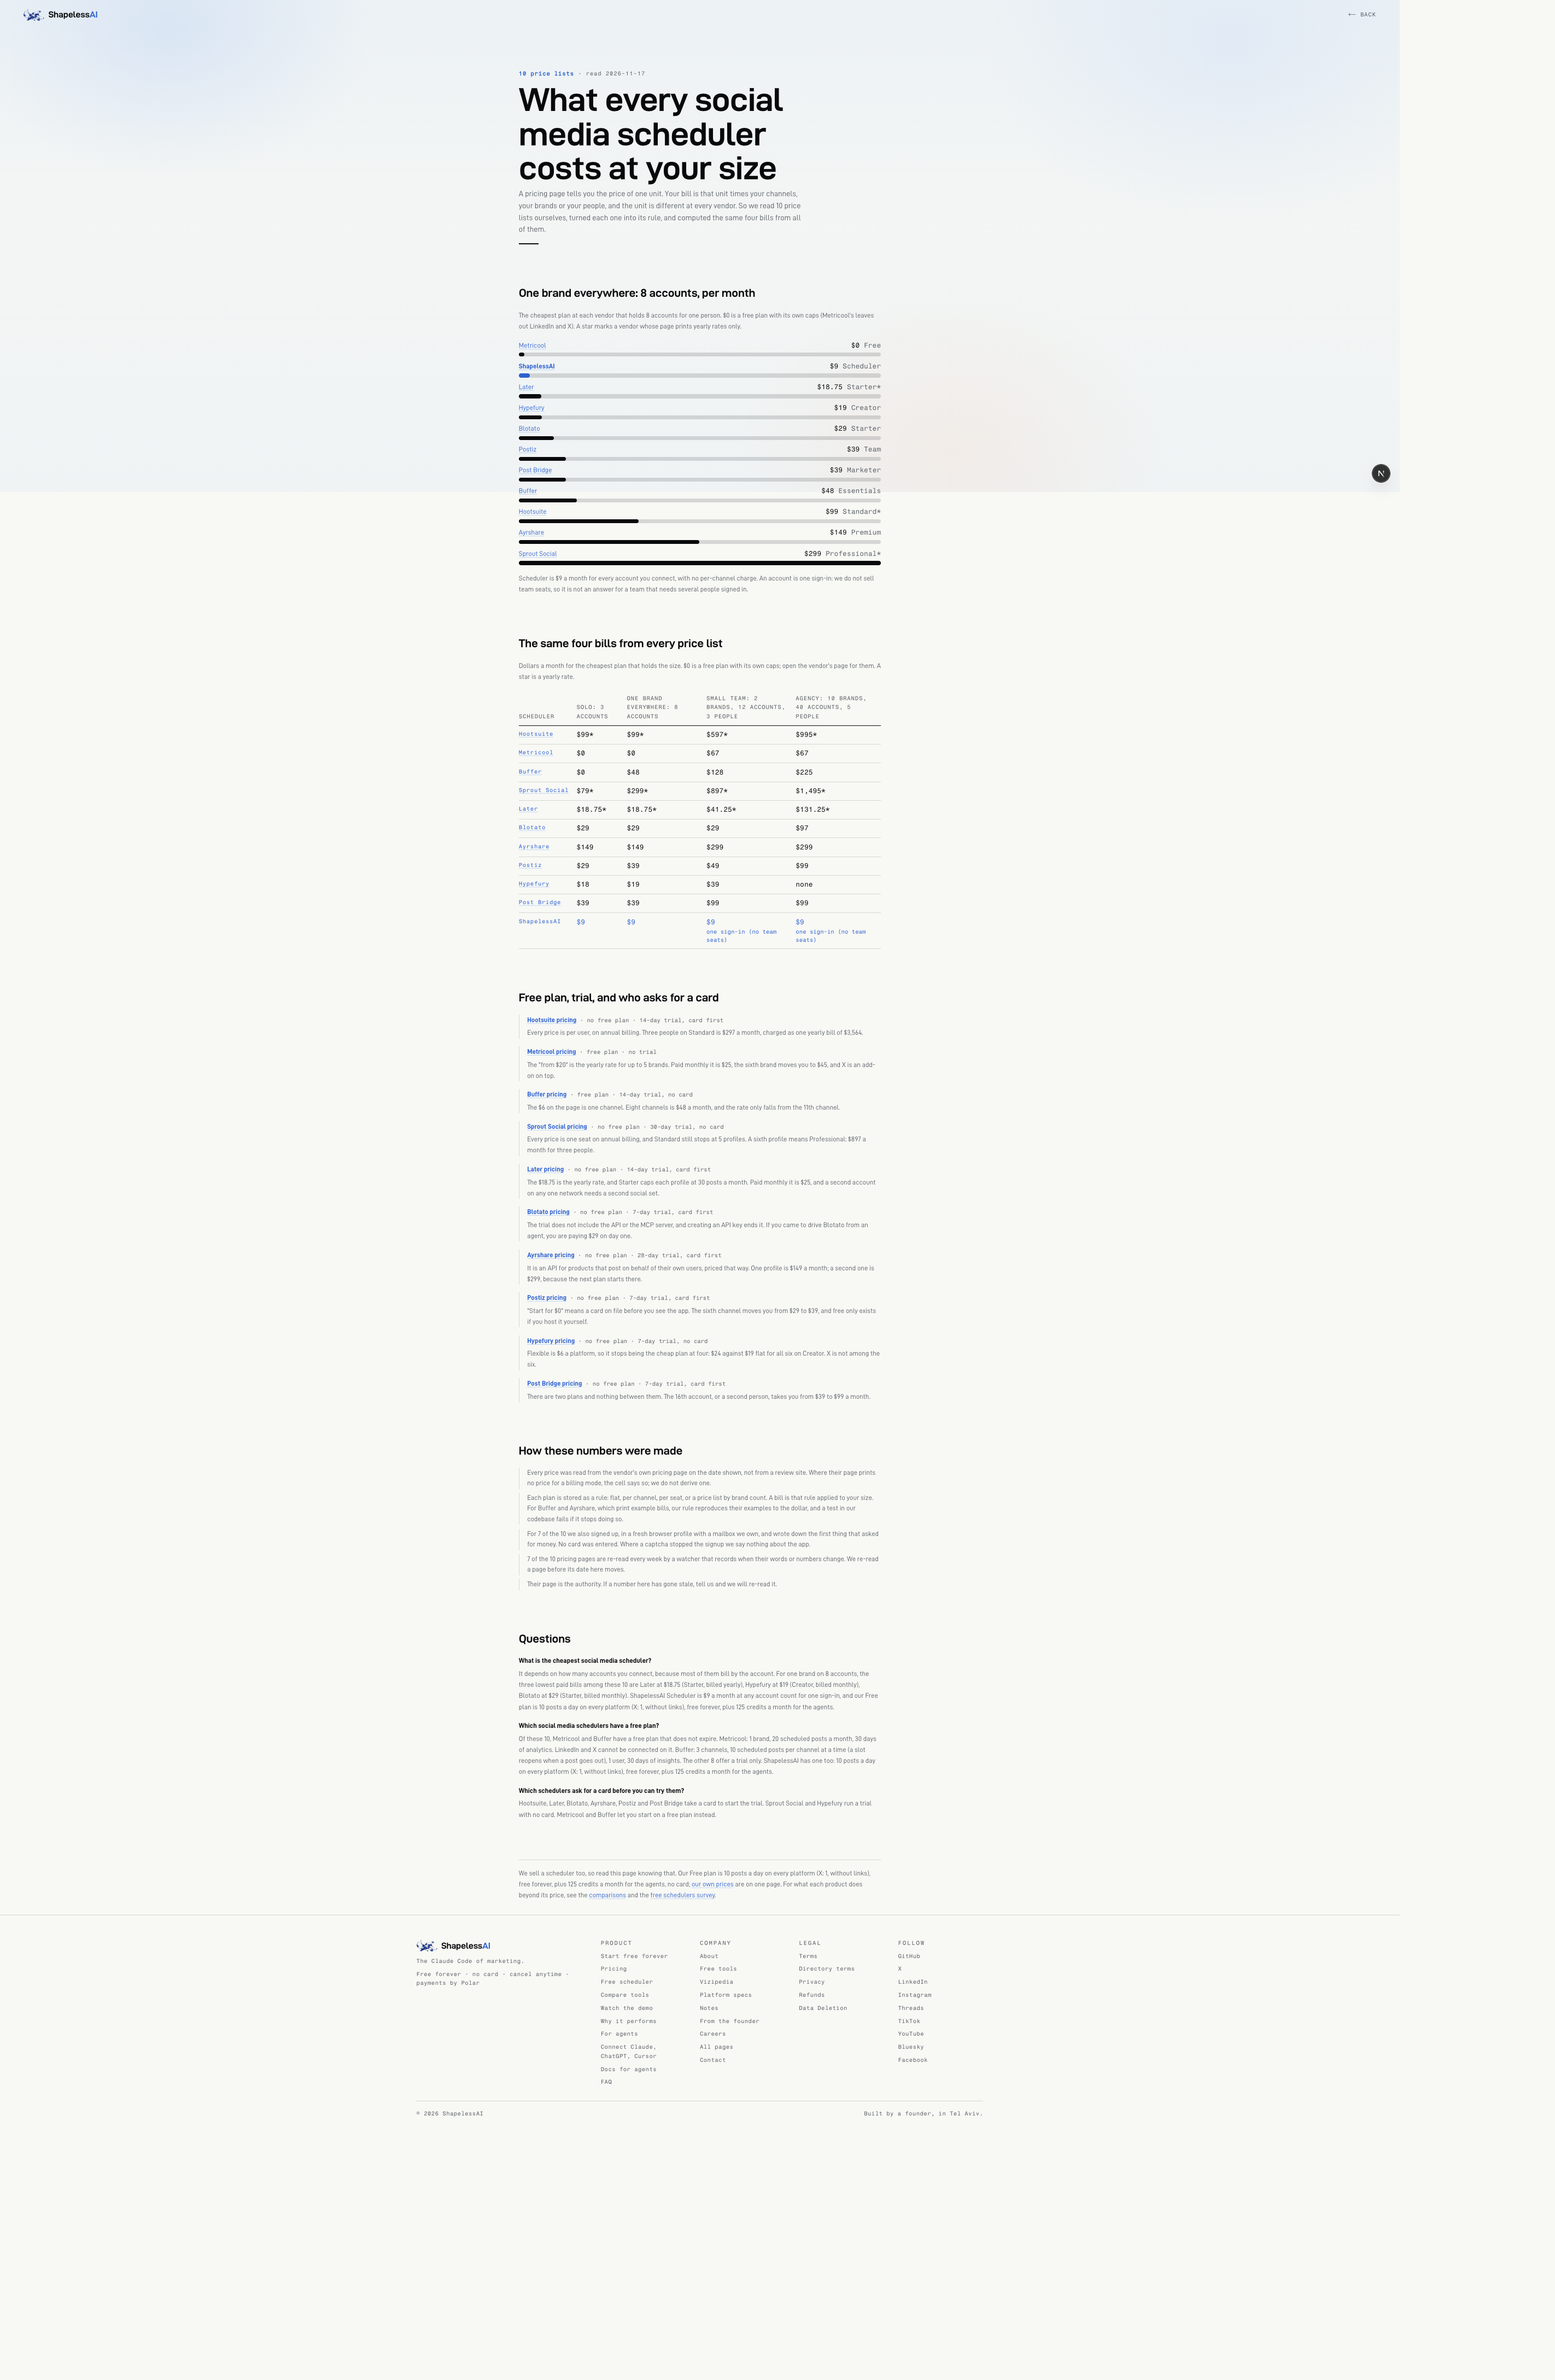 ShapelessAI
⟵ BACK
10 price lists · read 2026-11-17
What every social
media scheduler
costs at your size
A pricing page tells you the price of one unit. Your bill is that unit times your channels,
your brands or your people, and the unit is different at every vendor. So we read 10 price
lists ourselves, turned each one into its rule, and computed the same four bills from all
of them.
One brand everywhere: 8 accounts, per month
The cheapest plan at each vendor that holds 8 accounts for one person. $0 is a free plan with its own caps (Metricool's leaves
out LinkedIn and X). A star marks a vendor whose page prints yearly rates only.
Metricool $0 Free
ShapelessAI $9 Scheduler
Later $18.75 Starter*
Hypefury $19 Creator
Blotato $29 Starter
Postiz $39 Team
Post Bridge $39 Marketer
Buffer $48 Essentials
Hootsuite $99 Standard*
Ayrshare $149 Premium
Sprout Social $299 Professional*
Scheduler is $9 a month for every account you connect, with no per-channel charge. An account is one sign-in: we do not sell
team seats, so it is not an answer for a team that needs several people signed in.
The same four bills from every price list
Dollars a month for the cheapest plan that holds the size. $0 is a free plan with its own caps; open the vendor's page for them. A
star is a yearly rate.
SCHEDULER
SOLO: 3
ACCOUNTS
ONE BRAND
EVERYWHERE: 8
ACCOUNTS
SMALL TEAM: 2
BRANDS, 12 ACCOUNTS,
3 PEOPLE
AGENCY: 10 BRANDS,
40 ACCOUNTS, 5
PEOPLE
Hootsuite $99* $99* $597* $995*
Metricool $0 $0 $67 $67
Buffer $0 $48 $128 $225
Sprout Social $79* $299* $897* $1,495*
Later $18.75* $18.75* $41.25* $131.25*
Blotato $29 $29 $29 $97
Ayrshare $149 $149 $299 $299
Postiz $29 $39 $49 $99
Hypefury $18 $19 $39 none
Post Bridge $39 $39 $99 $99
ShapelessAI $9 $9 $9 $9
one sign-in (no team
seats)
one sign-in (no team
seats)
Free plan, trial, and who asks for a card
Hootsuite pricing · no free plan · 14-day trial, card first
Every price is per user, on annual billing. Three people on Standard is $297 a month, charged as one yearly bill of $3,564.
Metricool pricing · free plan · no trial
The "from $20" is the yearly rate for up to 5 brands. Paid monthly it is $25, the sixth brand moves you to $45, and X is an add-
on on top.
Buffer pricing · free plan · 14-day trial, no card
The $6 on the page is one channel. Eight channels is $48 a month, and the rate only falls from the 11th channel.
Sprout Social pricing · no free plan · 30-day trial, no card
Every price is one seat on annual billing, and Standard still stops at 5 profiles. A sixth profile means Professional: $897 a
month for three people.
Later pricing · no free plan · 14-day trial, card first
The $18.75 is the yearly rate, and Starter caps each profile at 30 posts a month. Paid monthly it is $25, and a second account
on any one network needs a second social set.
Blotato pricing · no free plan · 7-day trial, card first
The trial does not include the API or the MCP server, and creating an API key ends it. If you came to drive Blotato from an
agent, you are paying $29 on day one.
Ayrshare pricing · no free plan · 28-day trial, card first
It is an API for products that post on behalf of their own users, priced that way. One profile is $149 a month; a second one is
$299, because the next plan starts there.
Postiz pricing · no free plan · 7-day trial, card first
"Start for $0" means a card on file before you see the app. The sixth channel moves you from $29 to $39, and free only exists
if you host it yourself.
Hypefury pricing · no free plan · 7-day trial, no card
Flexible is $6 a platform, so it stops being the cheap plan at four: $24 against $19 flat for all six on Creator. X is not among the
six.
Post Bridge pricing · no free plan · 7-day trial, card first
There are two plans and nothing between them. The 16th account, or a second person, takes you from $39 to $99 a month.
How these numbers were made
Every price was read from the vendor's own pricing page on the date shown, not from a review site. Where their page prints
no price for a billing mode, the cell says so; we do not derive one.
Each plan is stored as a rule: flat, per channel, per seat, or a price list by brand count. A bill is that rule applied to your size.
For Buffer and Ayrshare, which print example bills, our rule reproduces their examples to the dollar, and a test in our
codebase fails if it stops doing so.
For 7 of the 10 we also signed up, in a fresh browser profile with a mailbox we own, and wrote down the first thing that asked
for money. No card was entered. Where a captcha stopped the signup we say nothing about the app.
7 of the 10 pricing pages are re-read every week by a watcher that records when their words or numbers change. We re-read
a page before its date here moves.
Their page is the authority. If a number here has gone stale, tell us and we will re-read it.
Questions
What is the cheapest social media scheduler?
It depends on how many accounts you connect, because most of them bill by the account. For one brand on 8 accounts, the
three lowest paid bills among these 10 are Later at $18.75 (Starter, billed yearly), Hypefury at $19 (Creator, billed monthly),
Blotato at $29 (Starter, billed monthly). ShapelessAI Scheduler is $9 a month at any account count for one sign-in, and our Free
plan is 10 posts a day on every platform (X: 1, without links), free forever, plus 125 credits a month for the agents.
Which social media schedulers have a free plan?
Of these 10, Metricool and Buffer have a free plan that does not expire. Metricool: 1 brand, 20 scheduled posts a month, 30 days
of analytics. LinkedIn and X cannot be connected on it. Buffer: 3 channels, 10 scheduled posts per channel at a time (a slot
reopens when a post goes out), 1 user, 30 days of insights. The other 8 offer a trial only. ShapelessAI has one too: 10 posts a day
on every platform (X: 1, without links), free forever, plus 125 credits a month for the agents.
Which schedulers ask for a card before you can try them?
Hootsuite, Later, Blotato, Ayrshare, Postiz and Post Bridge take a card to start the trial. Sprout Social and Hypefury run a trial
with no card. Metricool and Buffer let you start on a free plan instead.
We sell a scheduler too, so read this page knowing that. Our Free plan is 10 posts a day on every platform (X: 1, without links),
free forever, plus 125 credits a month for the agents, no card; our own prices are on one page. For what each product does
beyond its price, see the comparisons and the free schedulers survey.
ShapelessAI
The Claude Code of marketing.
Free forever · no card · cancel anytime ·
payments by Polar
PRODUCT
Start free forever
Pricing
Free scheduler
Compare tools
Watch the demo
Why it performs
For agents
Connect Claude,
ChatGPT, Cursor
Docs for agents
FAQ
COMPANY
About
Free tools
Vizipedia
Platform specs
Notes
From the founder
Careers
All pages
Contact
LEGAL
Terms
Directory terms
Privacy
Refunds
Data Deletion
FOLLOW
GitHub
X
LinkedIn
Instagram
Threads
TikTok
YouTube
Bluesky
Facebook
© 2026 ShapelessAI
Built by a founder, in Tel Aviv.